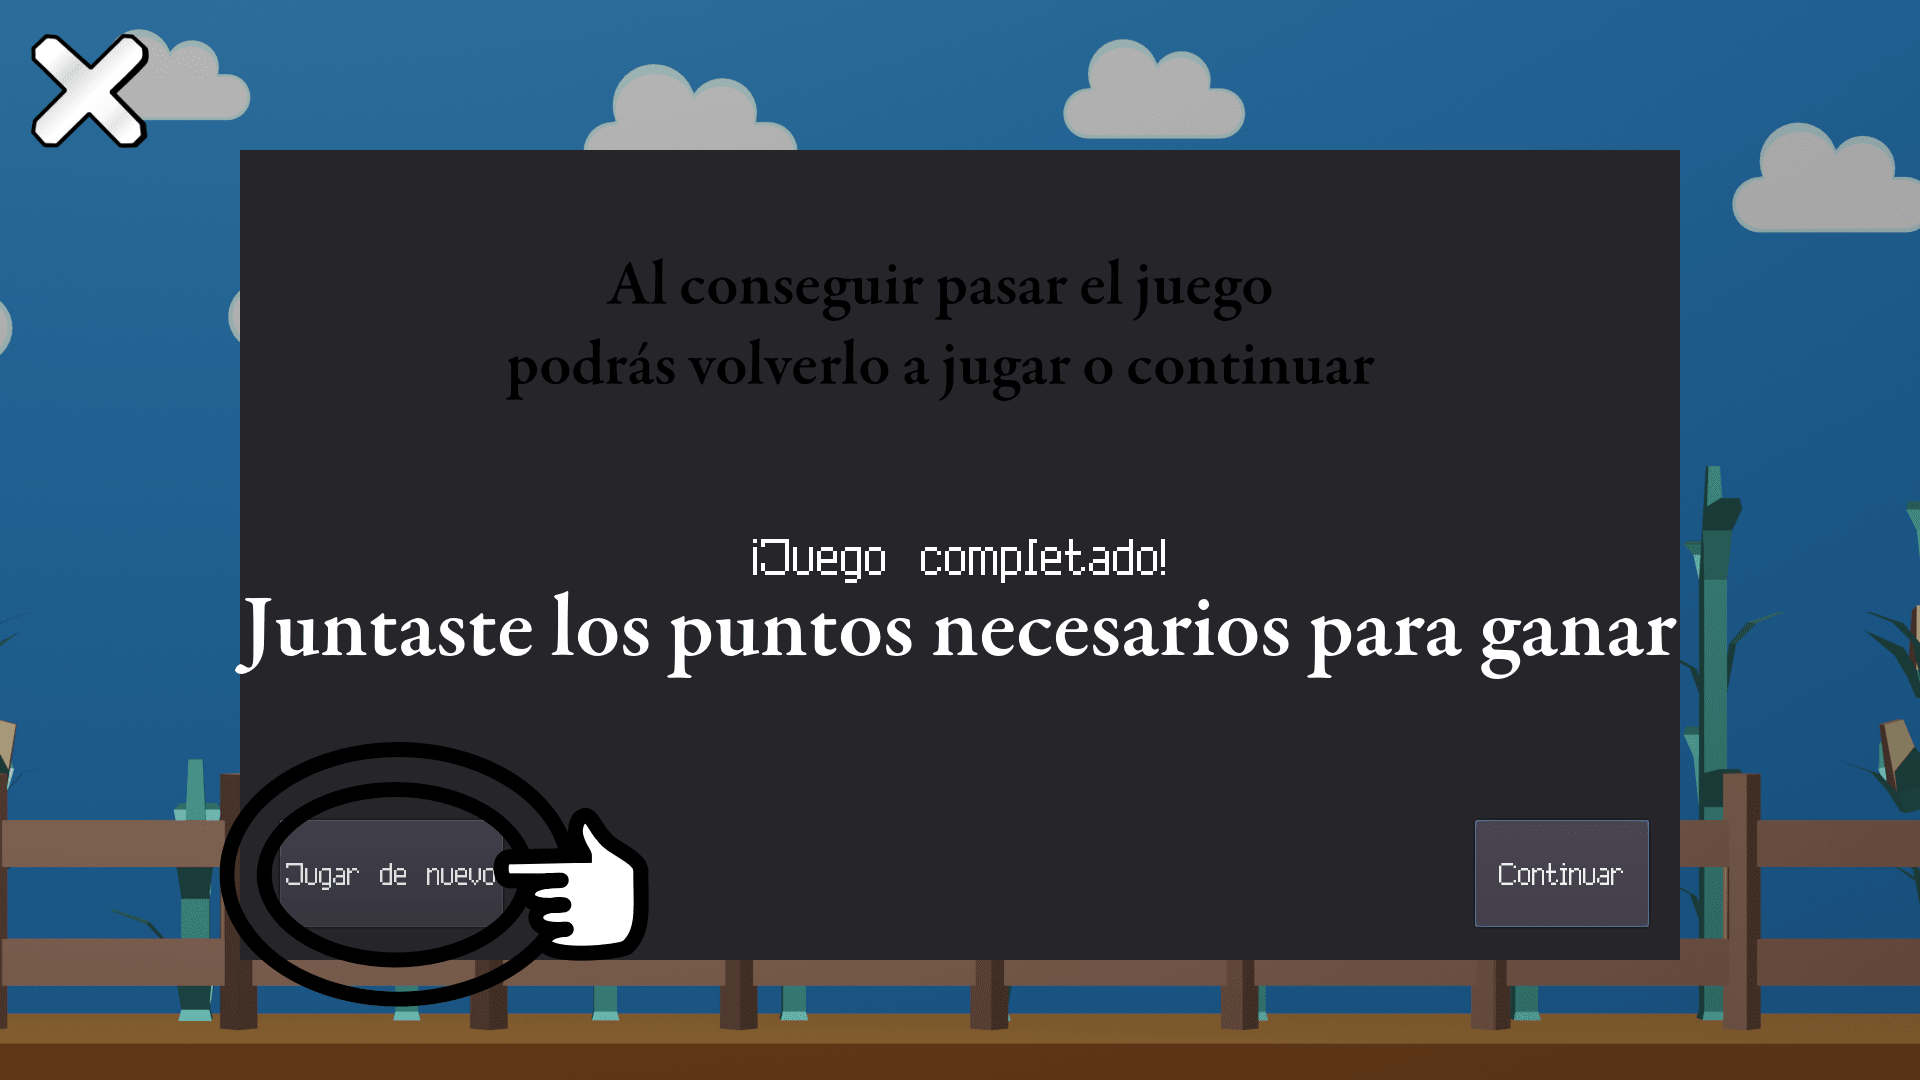 Al conseguir pasar el juego
podrás volverlo a jugar o continuar
¡Juego completado!
Juntaste los puntos necesarios para ganar
Jugar de nuevo
Continuar